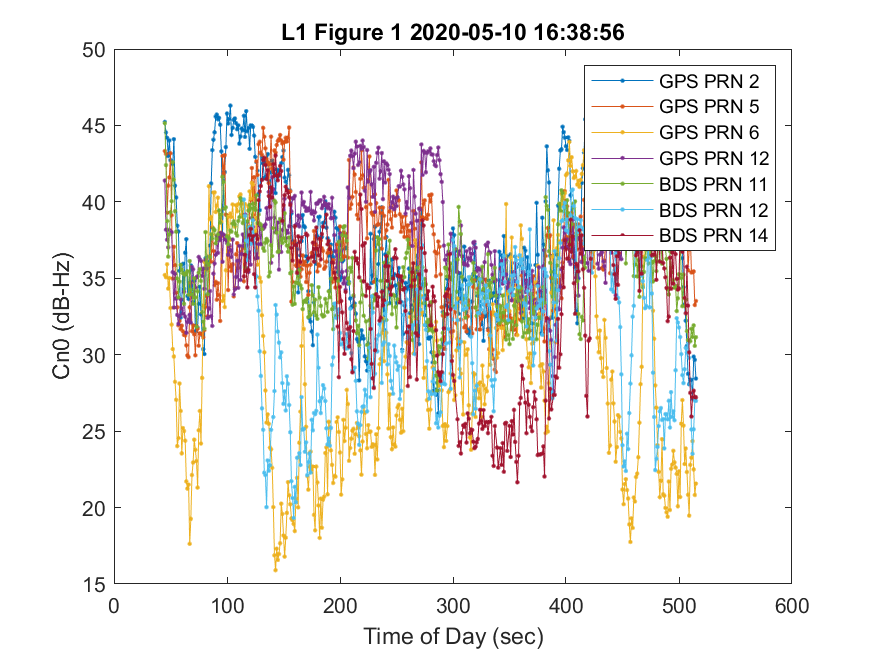 L1 Figure 1 2020-05-10 16:38:56
50
45
40
35
30
25
20
15
Cn0 (dB-Hz)
0 100 200 300 400 500 600
Time of Day (sec)
GPS PRN 2
GPS PRN 5
GPS PRN 6
GPS PRN 12
BDS PRN 11
BDS PRN 12
BDS PRN 14